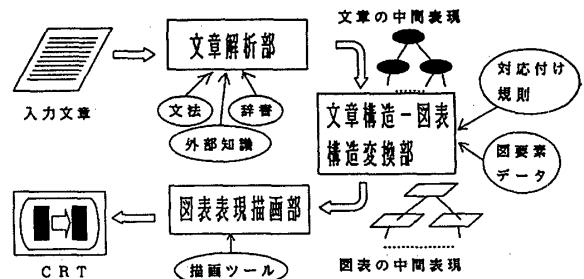 文章の中間表現
文章解析部
対応付け
規則
入力文章
文法
辞書
外部知識
文章構造－図表
構造変換部
図要素
データ
図表表現描画部
CRT
描画ツール
図表の中間表現